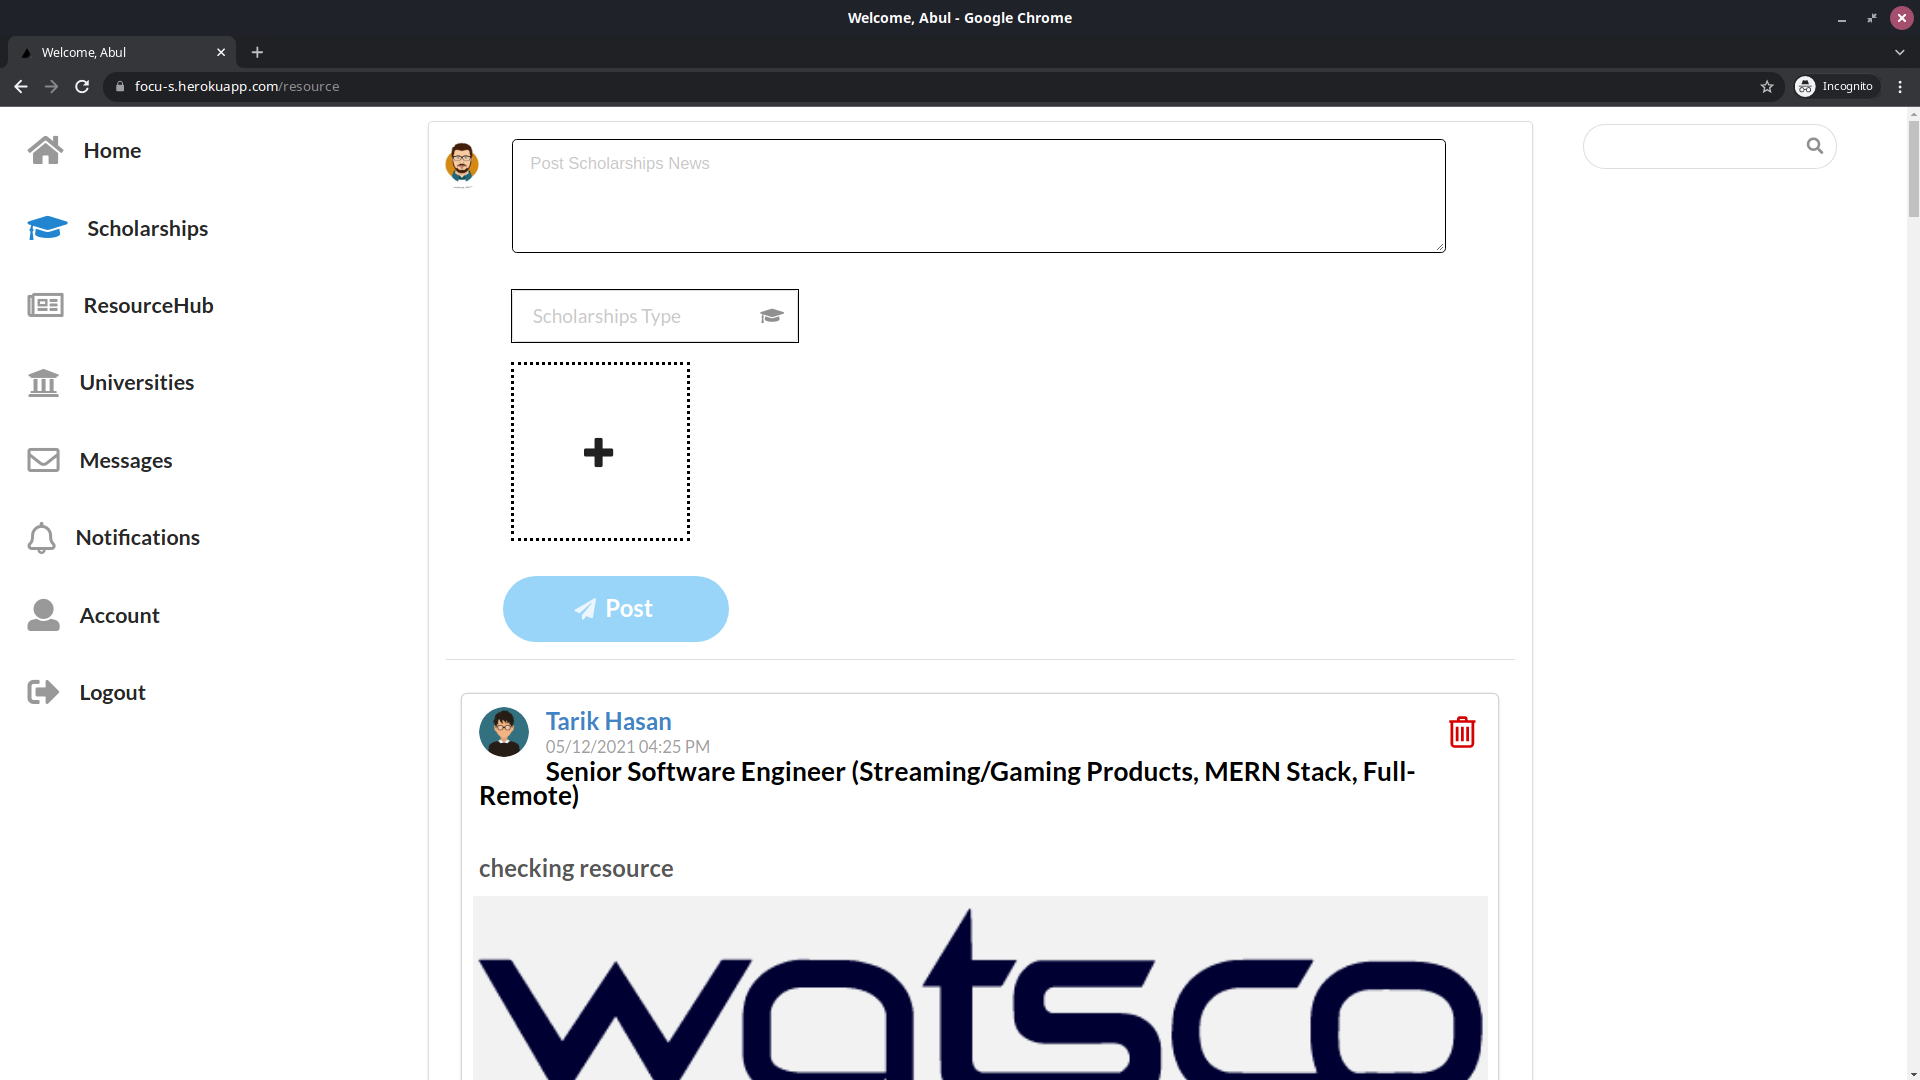 Welcome, Abul - Google Chrome
Welcome, Abul
focu-s.herokuapp.com/resource
Incognito
Home
Scholarships
ResourceHub
Universities
Messages
Notifications
Account
Logout
Post Scholarships News
Scholarships Type
Post
Tarik Hasan
05/12/2021 04:25 PM
Senior Software Engineer (Streaming/Gaming Products, MERN Stack, Full-
Remote)
checking resource
watsco